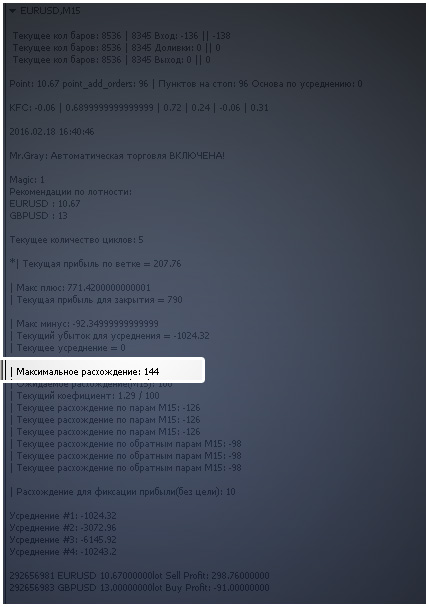 ▼ EURUSD,M15
Текущее кол баров: 8536 | 8345 Вход: -136 || -138
Текущее кол баров: 8536 | 8345 Доливки: 0 || 0
Текущее кол баров: 8536 | 8345 Выход: 0 || 0
Point: 10.67 point_add_orders: 96 | Пунктов на стоп: 96 Основа по усреднению: 0
KFC: -0.06 | 0.6899999999999999 | 0.72 | 0.24 | -0.06 | 0.31
2016.02.18 16:40:46
Mr.Gray: Автоматическая торговля ВКЛЮЧЕНА!
Magic: 1
Рекомендации по лотности:
EURUSD : 10.67
GBPUSD : 13
Текущее количество циклов: 5
*| Текущая прибыль по ветке = 207.76
| Макс плюс: 771.4200000000001
| Текущая прибыль для закрытия = 790
| Макс минус: -92.34999999999999
| Текущий убыток для усреднения = -1024.32
| Текущее усреднение = 0
| Максимальное расхождение: 144
| Ожидаемое расхождение(M15): 100
| Текущий коефициент: 1.29 / 100
| Текущее расхождение по парам M15: -126
| Текущее расхождение по парам M15: -126
| Текущее расхождение по парам M15: -126
| Текущее расхождение по обратным парам M15: -98
| Текущее расхождение по обратным парам M15: -98
| Текущее расхождение по обратным парам M15: -98
| Расхождение для фиксации прибыли(без цели): 10
Усреднение #1: -1024.32
Усреднение #2: -3072.96
Усреднение #3: -6145.92
Усреднение #4: -10243.2
292656981 EURUSD 10.67000000lot Sell Profit: 298.76000000
292656983 GBPUSD 13.00000000lot Buy Profit: -91.00000000